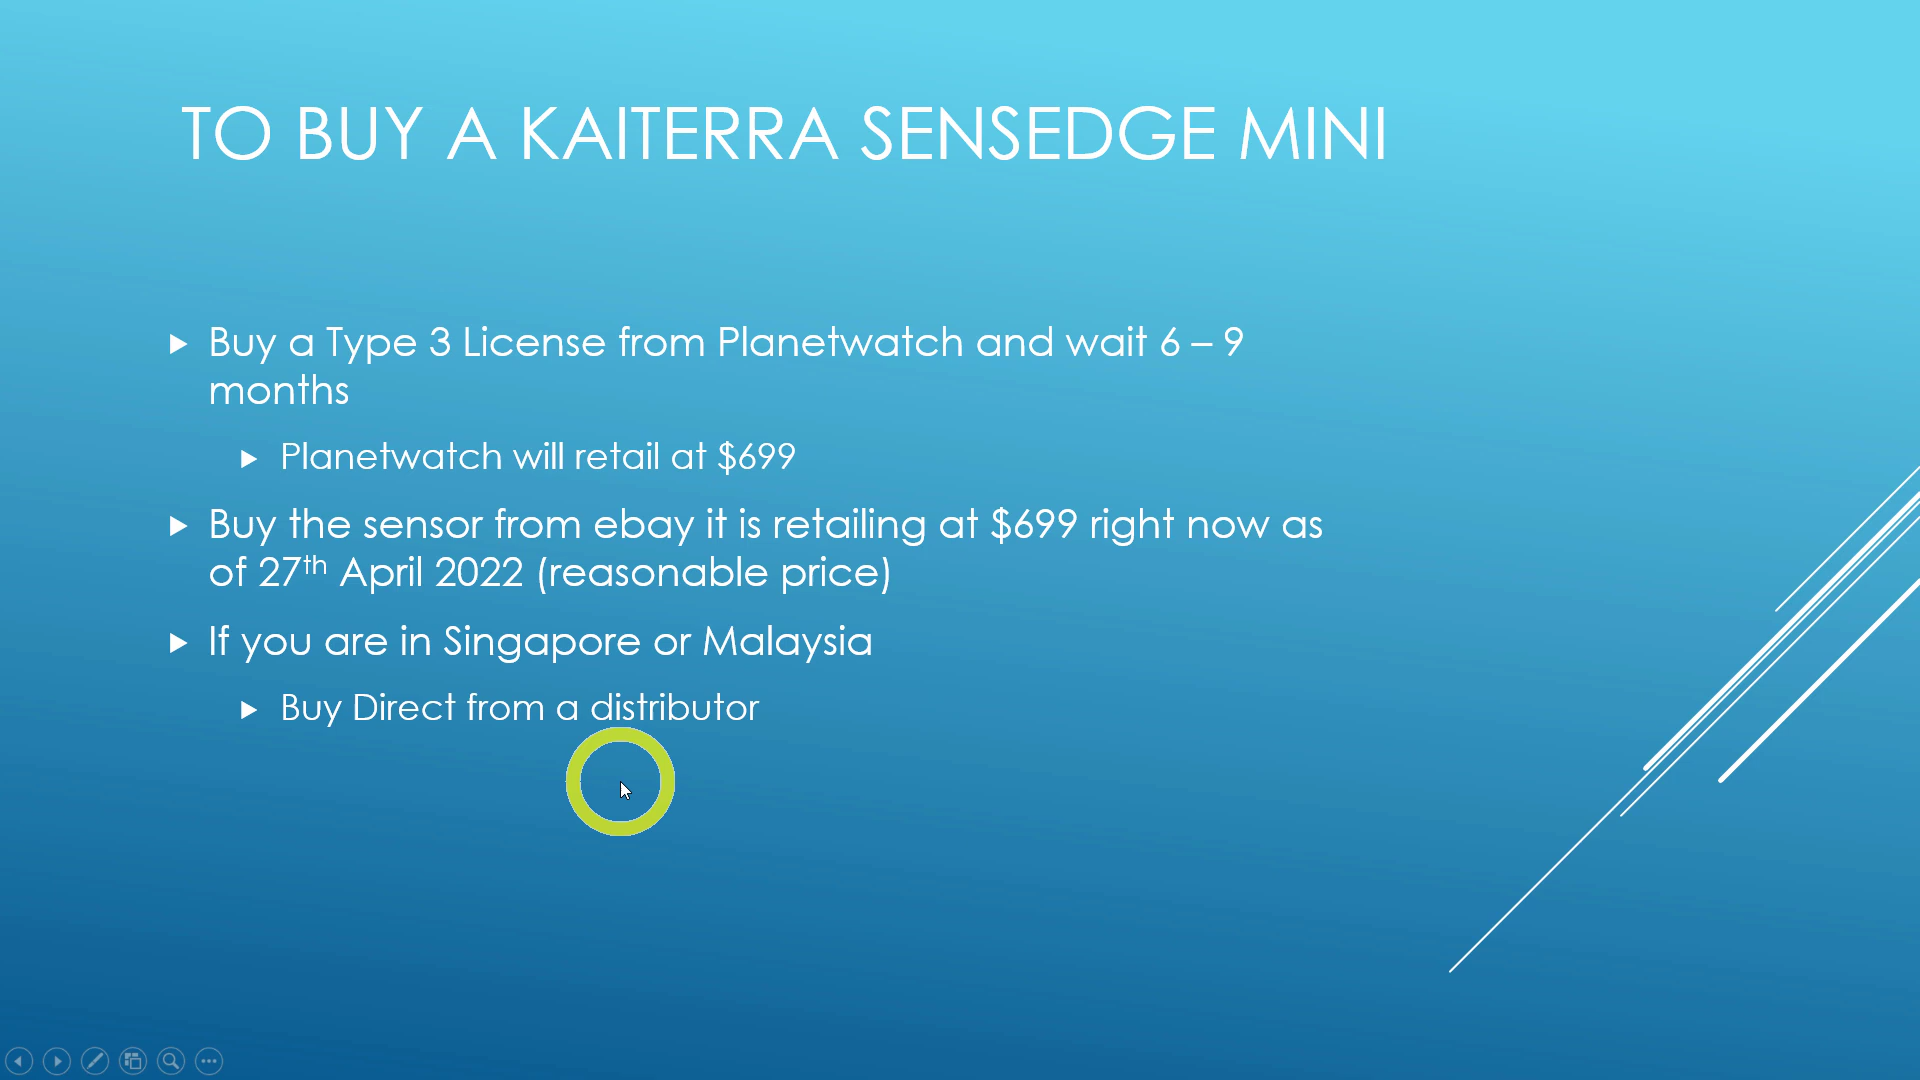 TO BUY A KAITERRA SENSEDGE MINI
Buy a Type 3 License from Planetwatch and wait 6 – 9
months
Planetwatch will retail at $699
Buy the sensor from ebay it is retailing at $699 right now as
of 27th April 2022 (reasonable price)
If you are in Singapore or Malaysia
Buy Direct from a distributor